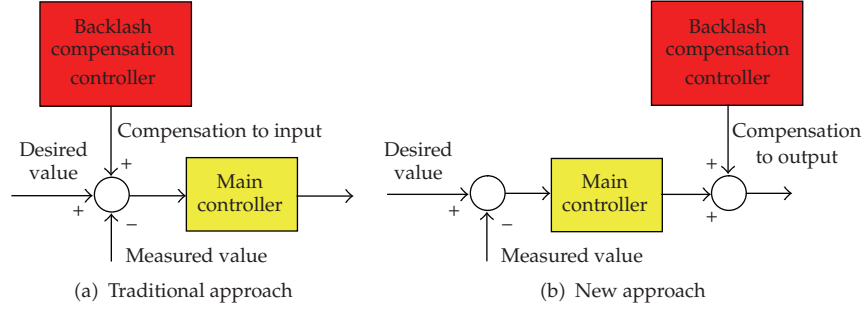 Backlash
compensation
controller
Compensation to input
Desired
value
+
+
−
Main
controller
Measured value
(a) Traditional approach
Backlash
compensation
controller
Compensation
to output
Desired
value
+
−
Main
controller
+
+
Measured value
(b) New approach